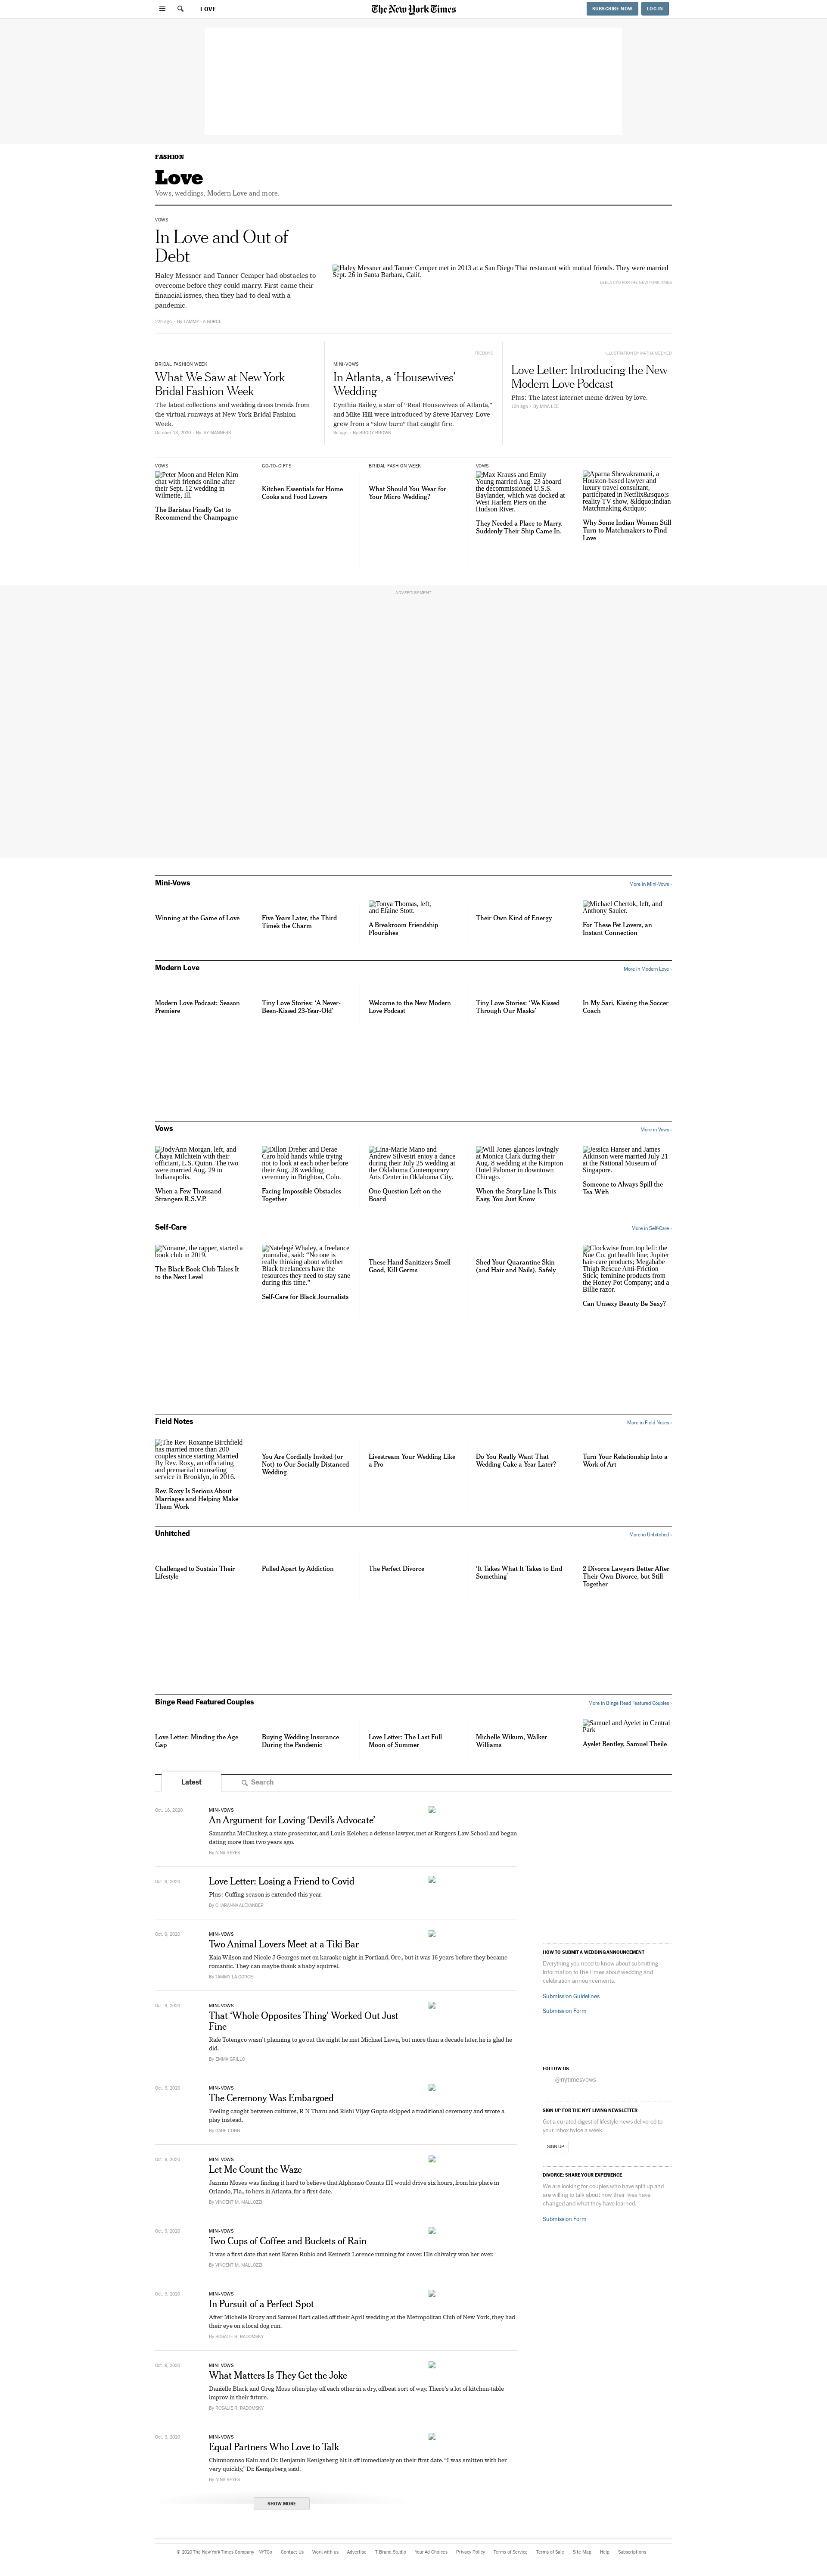 LOVE
The New York Times
SUBSCRIBE NOW
LOG IN
FASHION
Love
Vows, weddings, Modern Love and more.
VOWS
In Love and Out of
Debt
Haley Messner and Tanner Cemper had obstacles to
overcome before they could marry. First came their
financial issues, then they had to deal with a
pandemic.
22h ago · By TAMMY LA GORCE
Haley Messner and Tanner Cemper met in 2013 at a San Diego Thai restaurant with mutual friends. They were married
Sept. 26 in Santa Barbara, Calif.
FOR THE NEW YORK TIMES
BRIDAL FASHION WEEK
What We Saw at New York
Bridal Fashion Week
The latest collections and wedding dress trends from
the virtual runways at New York Bridal Fashion
Week.
October 13, 2020 · By IVY MANNERS
MINI-VOWS
In Atlanta, a ‘Housewives’
Wedding
Cynthia Bailey, a star of “Real Housewives of Atlanta,”
and Mike Hill were introduced by Steve Harvey. Love
grew from a “slow burn” that caught fire.
3d ago · By BRODY BROWN
ILLUSTRATION BY
Love Letter: Introducing the New
Modern Love Podcast
Plus: The latest internet meme driven by love.
13h ago · By MIYA LEE
VOWS
Peter Moon and Helen Kim
chat with friends online after
their Sept. 12 wedding in
Wilmette, Ill.
The Baristas Finally Get to
Recommend the Champagne
GO-TO-GIFTS
Kitchen Essentials for Home
Cooks and Food Lovers
BRIDAL FASHION WEEK
What Should You Wear for
Your Micro Wedding?
VOWS
Max Krauss and Emily
Young married Aug. 23 aboard
the decommissioned U.S.S.
Baylander, which was docked at
West Harlem Piers on the
Hudson River.
They Needed a Place to Marry.
Suddenly Their Ship Came In.
Aparna Shewakramani, a
Houston-based lawyer and
luxury travel consultant,
participated in Netflix&rsquo;s
reality TV show, &ldquo;Indian
Matchmaking.&rdquo;
Why Some Indian Women Still
Turn to Matchmakers to Find
Love
ADVERTISEMENT
Mini-Vows
More in Mini-Vows ›
Winning at the Game of Love
Five Years Later, the Third
Time’s the Charm
Tonya Thomas, left,
and Elaine Stott.
A Breakroom Friendship
Flourishes
Their Own Kind of Energy
Michael Chertok, left, and
Anthony Sauler.
For These Pet Lovers, an
Instant Connection
Modern Love
More in Modern Love ›
Modern Love Podcast: Season
Premiere
Tiny Love Stories: ‘A Never-
Been-Kissed 23-Year-Old’
Welcome to the New Modern
Love Podcast
Tiny Love Stories: ‘We Kissed
Through Our Masks’
In My Sari, Kissing the Soccer
Coach
Vows
More in Vows ›
JodyAnn Morgan, left, and
Chaya Milchtein with their
officiant, L.S. Quinn. The two
were married Aug. 29 in
Indianapolis.
When a Few Thousand
Strangers R.S.V.P.
Dillon Dreher and Derae
Caro hold hands while trying
not to look at each other before
their Aug. 28 wedding
ceremony in Brighton, Colo.
Facing Impossible Obstacles
Together
Lina-Marie Mano and
Andrew Silvestri enjoy a dance
during their July 25 wedding at
the Oklahoma Contemporary
Arts Center in Oklahoma City.
One Question Left on the
Board
Will Jones glances lovingly
at Monica Clark during their
Aug. 8 wedding at the Kimpton
Hotel Palomar in downtown
Chicago.
When the Story Line Is This
Easy, You Just Know
Jessica Hanser and James
Atkinson were married July 21
at the National Museum of
Singapore.
Someone to Always Spill the
Tea With
Self-Care
More in Self-Care ›
Noname, the rapper, started a
book club in 2019.
The Black Book Club Takes It
to the Next Level
Natelegé Whaley, a freelance
journalist, said: “No one is
really thinking about whether
Black freelancers have the
resources they need to stay sane
during this time.”
Self-Care for Black Journalists
These Hand Sanitizers Smell
Good, Kill Germs
Shed Your Quarantine Skin
(and Hair and Nails), Safely
Clockwise from top left: the
Nue Co. gut health line; Jupiter
hair-care products; Megababe
Thigh Rescue Anti-Friction
Stick; feminine products from
the Honey Pot Company; and a
Billie razor.
Can Unsexy Beauty Be Sexy?
Field Notes
More in Field Notes ›
The Rev. Roxanne Birchfield
has married more than 200
couples since starting Married
By Rev. Roxy, an officiating
and premarital counseling
service in Brooklyn, in 2016.
Rev. Roxy Is Serious About
Marriages and Helping Make
Them Work
You Are Cordially Invited (or
Not) to Our Socially Distanced
Wedding
Livestream Your Wedding Like
a Pro
Do You Really Want That
Wedding Cake a Year Later?
Turn Your Relationship Into a
Work of Art
Unhitched
More in Unhitched ›
Challenged to Sustain Their
Lifestyle
Pulled Apart by Addiction
The Perfect Divorce
‘It Takes What It Takes to End
Something’
2 Divorce Lawyers Better After
Their Own Divorce, but Still
Together
Binge Read Featured Couples
More in Binge Read Featured Couples ›
Love Letter: Minding the Age
Gap
Buying Wedding Insurance
During the Pandemic
Love Letter: The Last Full
Moon of Summer
Michelle Wikum, Walker
Williams
Samuel and Ayelet in Central
Park
Ayelet Bentley, Samuel Tbeile
Latest
Search
Oct. 16, 2020
MINI-VOWS
An Argument for Loving ‘Devil’s Advocate’
Samantha McCluskey, a state prosecutor, and Louis Keleher, a defense lawyer, met at Rutgers Law School and began
dating more than two years ago.
By NINA REYES
Oct. 9, 2020
Love Letter: Losing a Friend to Covid
Plus: Cuffing season is extended this year.
By CHARANNA ALEXANDER
Oct. 9, 2020
MINI-VOWS
Two Animal Lovers Meet at a Tiki Bar
Kaia Wilson and Nicole J Georges met on karaoke night in Portland, Ore., but it was 16 years before they became
romantic. They can maybe thank a baby squirrel.
By TAMMY LA GORCE
Oct. 9, 2020
MINI-VOWS
That ‘Whole Opposites Thing’ Worked Out Just
Fine
Rafe Totengco wasn’t planning to go out the night he met Michael Lawn, but more than a decade later, he is glad he
did.
By EMMA GRILLO
Oct. 9, 2020
MINI-VOWS
The Ceremony Was Embargoed
Feeling caught between cultures, R N Tharu and Rishi Vijay Gupta skipped a traditional ceremony and wrote a
play instead.
By GABE COHN
Oct. 9, 2020
MINI-VOWS
Let Me Count the Waze
Jazmin Moses was finding it hard to believe that Alphonso Counts III would drive six hours, from his place in
Orlando, Fla., to hers in Atlanta, for a first date.
By VINCENT M. MALLOZZI
Oct. 9, 2020
MINI-VOWS
Two Cups of Coffee and Buckets of Rain
It was a first date that sent Karen Rubio and Kenneth Lorence running for cover. His chivalry won her over.
By VINCENT M. MALLOZZI
Oct. 9, 2020
MINI-VOWS
In Pursuit of a Perfect Spot
After Michelle Krozy and Samuel Bart called off their April wedding at the Metropolitan Club of New York, they had
their eye on a local dog run.
By ROSALIE R. RADOMSKY
Oct. 9, 2020
MINI-VOWS
What Matters Is They Get the Joke
Danielle Black and Greg Moss often play off each other in a dry, offbeat sort of way. There’s a lot of kitchen-table
improv in their future.
By ROSALIE R. RADOMSKY
Oct. 9, 2020
MINI-VOWS
Equal Partners Who Love to Talk
Chinnomnso Kalu and Dr. Benjamin Kenigsberg hit it off immediately on their first date. “I was smitten with her
very quickly,” Dr. Kenigsberg said.
By NINA REYES
SHOW MORE
HOW TO SUBMIT A WEDDING ANNOUNCEMENT
Everything you need to know about submitting
information to The Times about wedding and
celebration announcements.
Submission Guidelines
Submission Form
FOLLOW US
@nytimesvows
SIGN UP FOR THE NYT LIVING NEWSLETTER
Get a curated digest of lifestyle news delivered to
your inbox twice a week.
SIGN UP
DIVORCE: SHARE YOUR EXPERIENCE
We are looking for couples who have split up and
are willing to talk about how their lives have
changed and what they have learned.
Submission Form
© 2020 The New York Times Company
NYTCo
Contact Us
Work with us
Advertise
T Brand Studio
Your Ad Choices
Privacy Policy
Terms of Service
Terms of Sale
Site Map
Help
Subscriptions